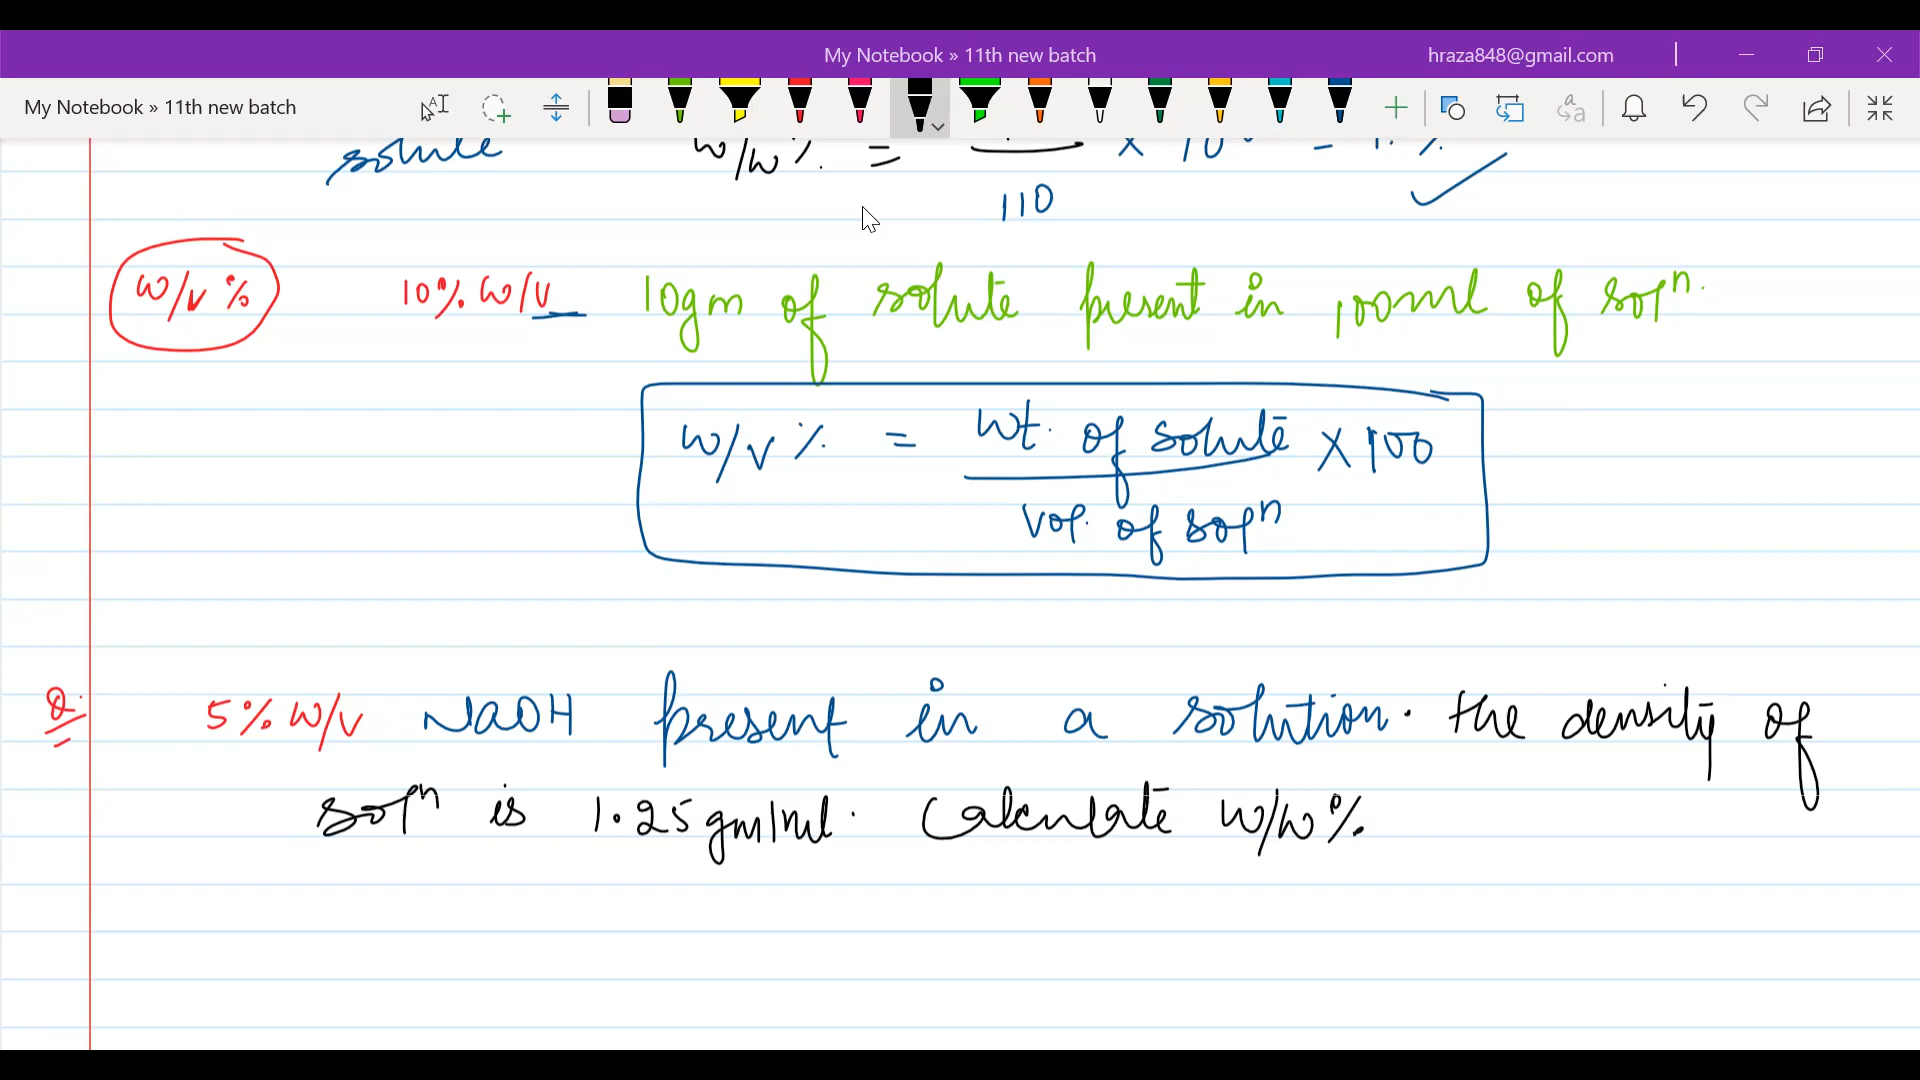 My Notebook » 11th new batch
hraza848@gmail.com
My Notebook » 11th new batch
solute w/w % = × 10 =
110
w/v % 10% w/v 10gm of solute present in 100ml of solⁿ.
w/v % = Wt. of solute × 100
Vol. of solⁿ
Q. 5% w/v NaOH present in a solution. the density of
solⁿ is 1.25gm/ml. Calculate w/w%